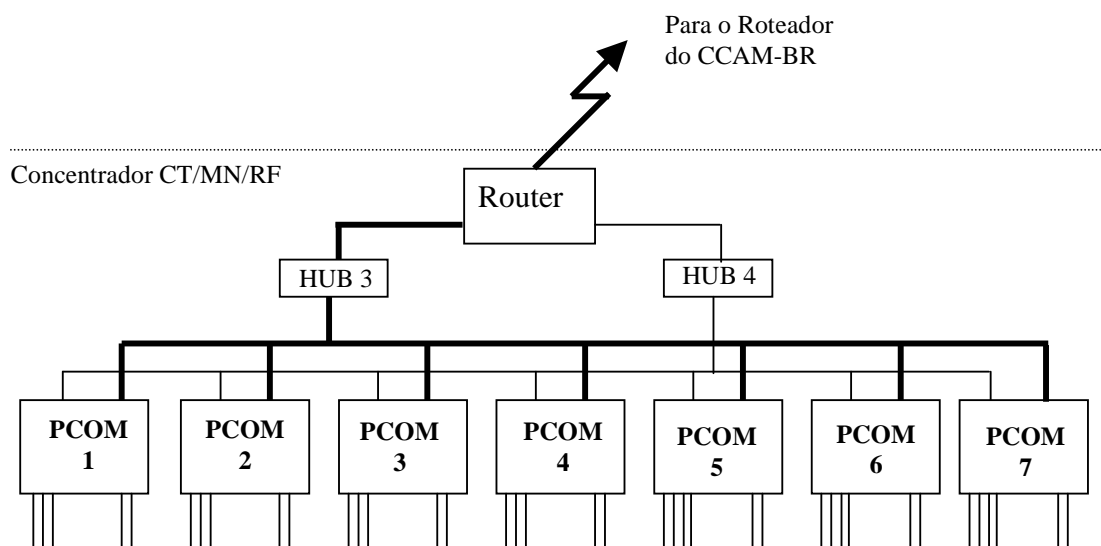 Para o Roteador
do CCAM-BR
Concentrador CT/MN/RF
Router
HUB 3
HUB 4
PCOM
1
PCOM
2
PCOM
3
PCOM
4
PCOM
5
PCOM
6
PCOM
7